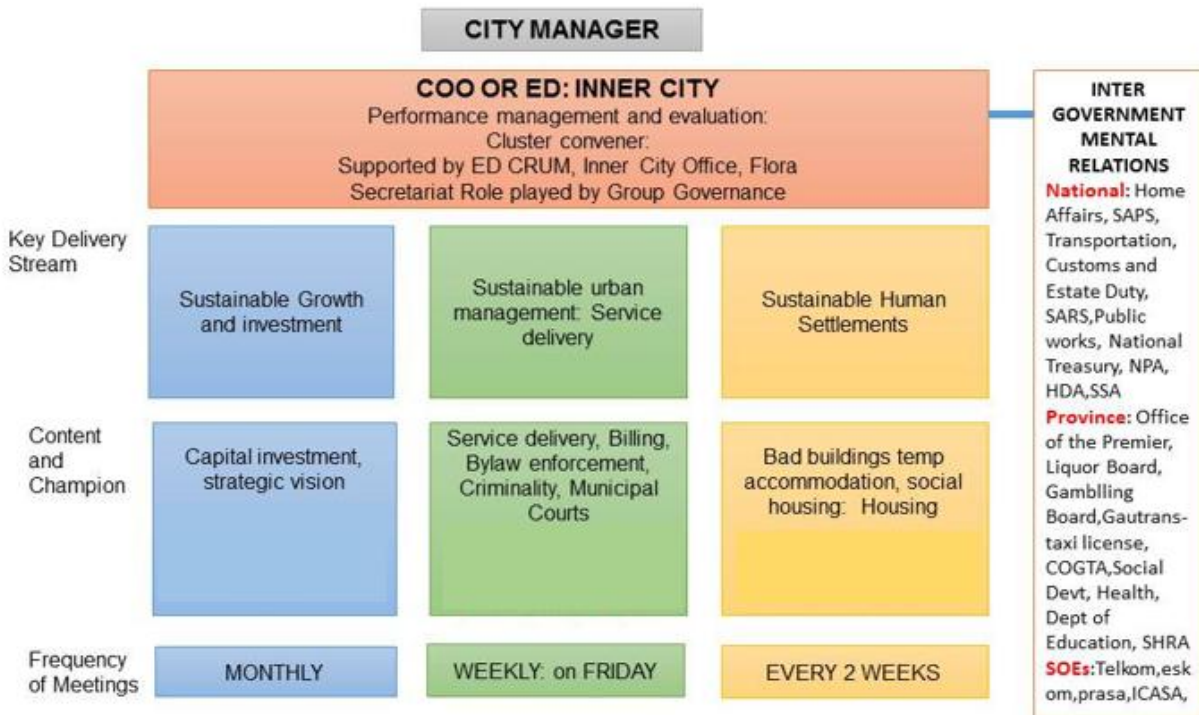 CITY MANAGER
COO OR ED: INNER CITY
Performance management and evaluation:
Cluster convener:
Supported by ED CRUM, Inner City Office, Flora
Secretariat Role played by Group Governance
Key Delivery
Stream
Sustainable Growth
and investment
Sustainable urban
management: Service
delivery
Sustainable Human
Settlements
Content
and
Champion
Capital investment,
strategic vision
Service delivery, Billing,
Bylaw enforcement,
Criminality, Municipal
Courts
Bad buildings temp
accommodation, social
housing: Housing
Frequency
of Meetings
MONTHLY
WEEKLY: on FRIDAY
EVERY 2 WEEKS
INTER
GOVERNMENT
MENTAL
RELATIONS
National: Home
Affairs, SAPS,
Transportation,
Customs and
Estate Duty,
SARS,Public
works, National
Treasury, NPA,
HDA,SSA
Province: Office
of the Premier,
Liquor Board,
Gamblling
Board,Gautrans-
taxi license,
COGTA,Social
Devt, Health,
Dept of
Education, SHRA
SOEs:Telkom,esk
om,prasa,ICASA,